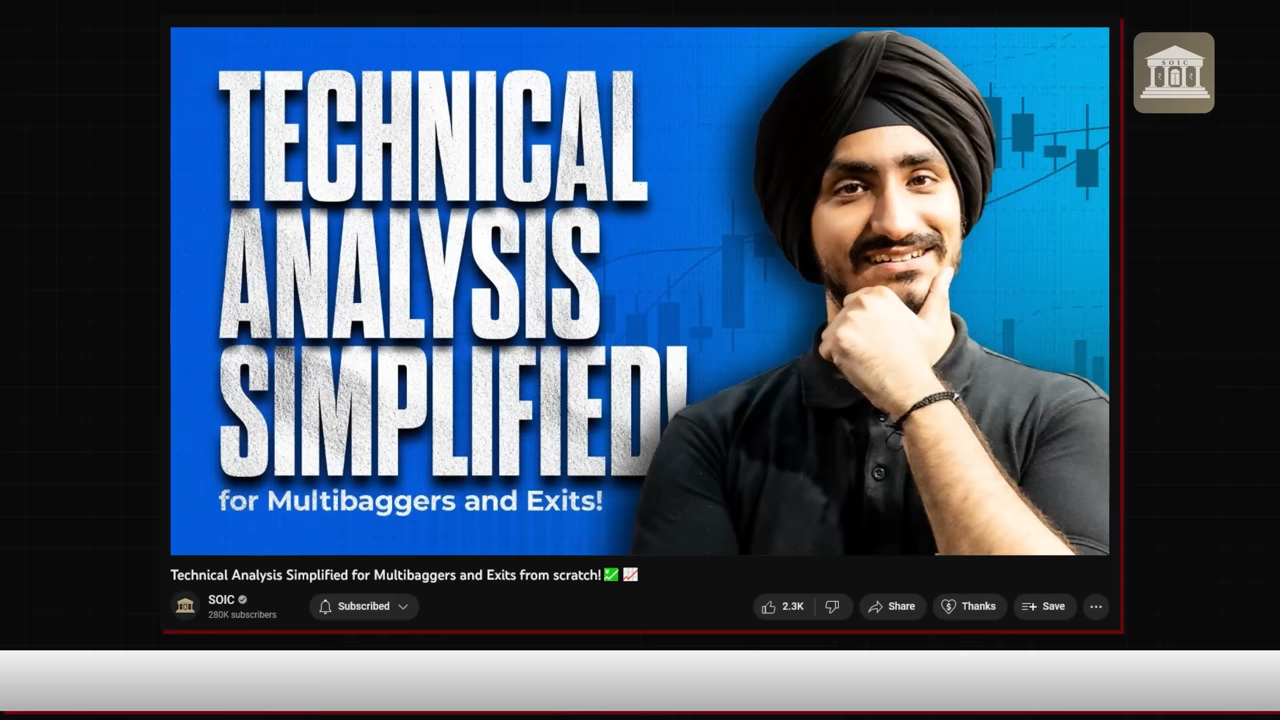 TECHNICAL
ANALYSIS
SIMPLIFIED!
for Multibaggers and Exits!
SOIC
Technical Analysis Simplified for Multibaggers and Exits from scratch!
SOIC
280K subscribers
Subscribed
2.3K
Share
Thanks
Save